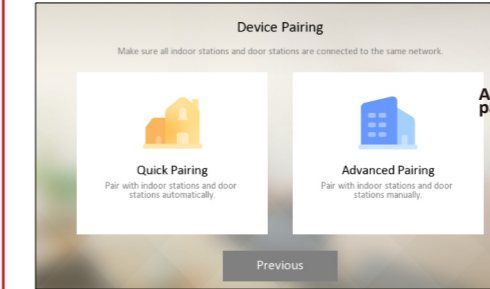 Device Pairing
Make sure all indoor stations and door stations are connected to the same network.
Quick Pairing
Pair with indoor stations and door
stations automatically.
Advanced Pairing
Pair with indoor stations and door
stations manually.
Previous